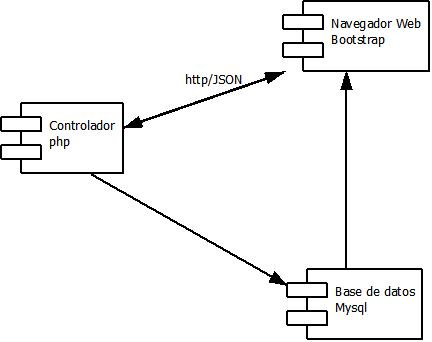 Navegador Web
Bootstrap
http/JSON
Controlador
php
Base de datos
Mysql